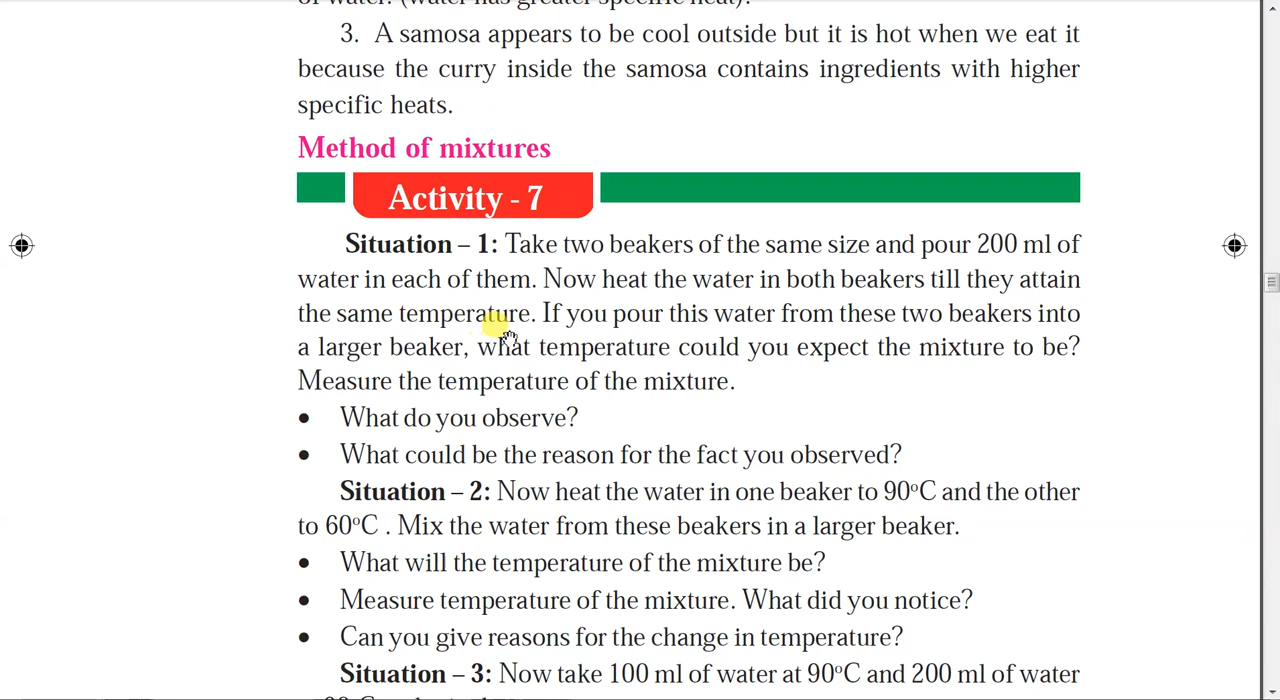 3. A samosa appears to be cool outside but it is hot when we eat it
because the curry inside the samosa contains ingredients with higher
specific heats.
Method of mixtures
Activity - 7
Situation – 1: Take two beakers of the same size and pour 200 ml of
water in each of them. Now heat the water in both beakers till they attain
the same temperature. If you pour this water from these two beakers into
a larger beaker, what temperature could you expect the mixture to be?
Measure the temperature of the mixture.
• What do you observe?
• What could be the reason for the fact you observed?
Situation – 2: Now heat the water in one beaker to 90°C and the other
to 60°C . Mix the water from these beakers in a larger beaker.
• What will the temperature of the mixture be?
• Measure temperature of the mixture. What did you notice?
• Can you give reasons for the change in temperature?
Situation – 3: Now take 100 ml of water at 90°C and 200 ml of water